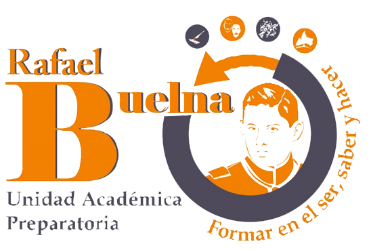 Rafael
Buelna
Unidad Académica
Preparatoria
Formar en el ser, saber y hacer